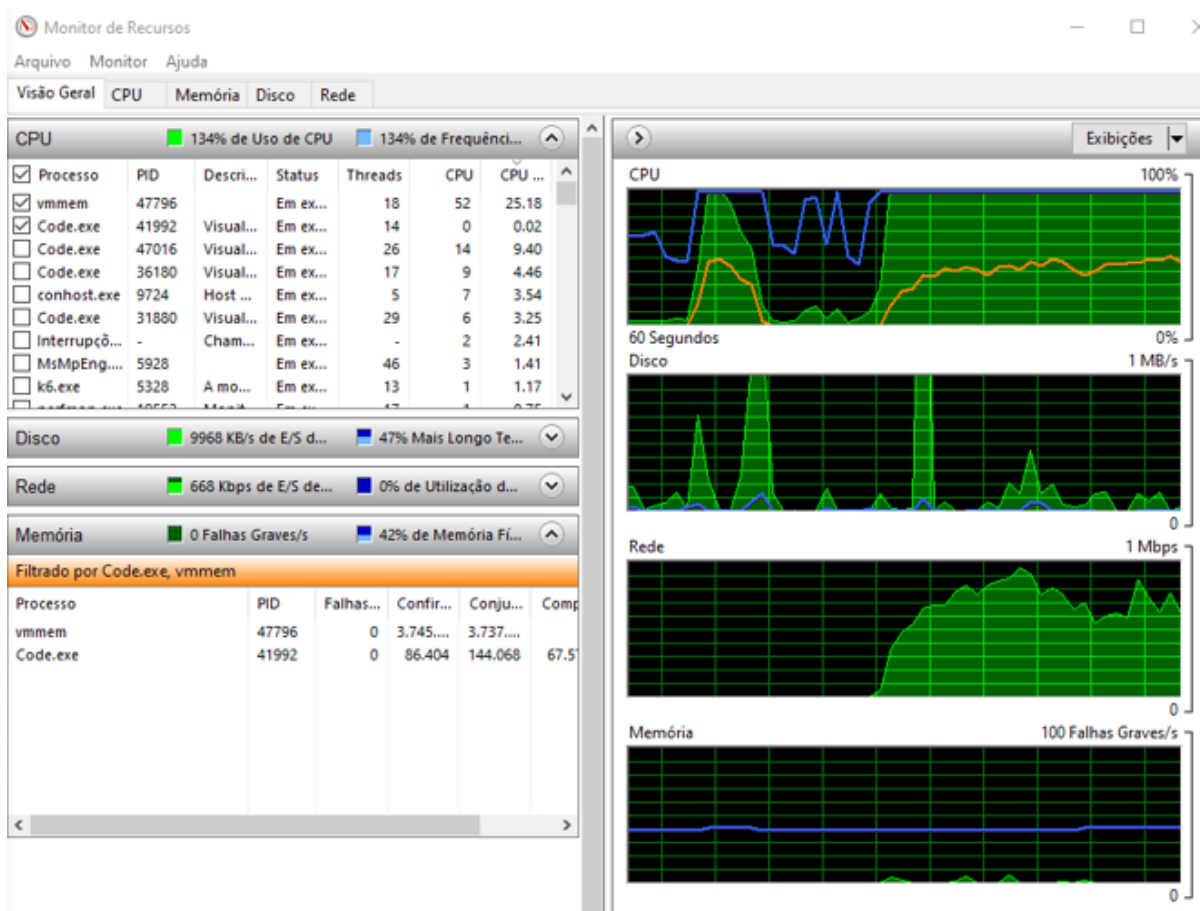 Monitor de Recursos
Arquivo Monitor Ajuda
Visão Geral CPU Memória Disco Rede
CPU 134% de Uso de CPU 134% de Frequênci...
Processo PID Descri... Status Threads CPU CPU ...
vmmem 47796 Em ex... 18 52 25.18
Code.exe 41992 Visual... Em ex... 14 0 0.02
Code.exe 47016 Visual... Em ex... 26 14 9.40
Code.exe 36180 Visual... Em ex... 17 9 4.46
conhost.exe 9724 Host ... Em ex... 5 7 3.54
Code.exe 31880 Visual... Em ex... 29 6 3.25
Interrupçõ... - Cham... Em ex... - 2 2.41
MsMpEng.... 5928 Em ex... 46 3 1.41
k6.exe 5328 A mo... Em ex... 13 1 1.17
Disco 9968 KB/s de E/S d... 47% Mais Longo Te...
Rede 668 Kbps de E/S de... 0% de Utilização d...
Memória 0 Falhas Graves/s 42% de Memória Fí...
Filtrado por Code.exe, vmmem
Processo PID Falhas... Confir... Conju... Comp
vmmem 47796 0 3.745.... 3.737....
Code.exe 41992 0 86.404 144.068 67.5
Exibições
CPU 100%
60 Segundos 0%
Disco 1 MB/s
0
Rede 1 Mbps
0
Memória 100 Falhas Graves/s
0